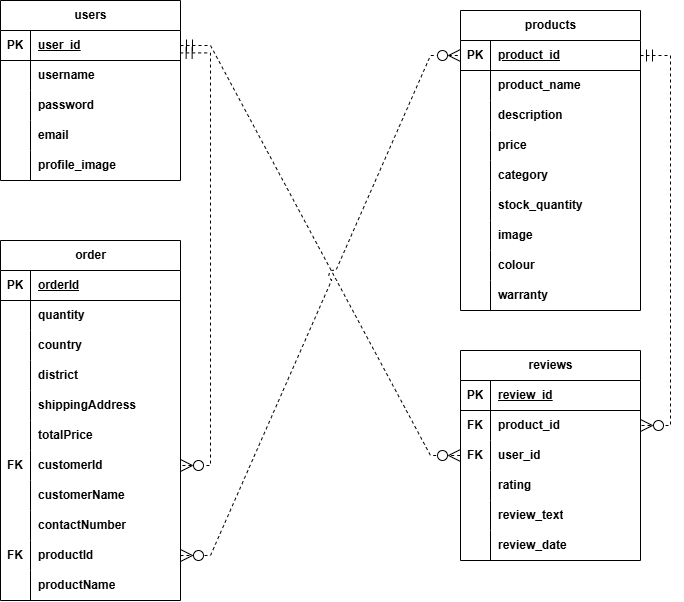 users
PK user_id
username
password
email
profile_image
order
PK orderId
quantity
country
district
shippingAddress
totalPrice
FK customerId
customerName
contactNumber
FK productId
productName
products
PK product_id
product_name
description
price
category
stock_quantity
image
colour
warranty
reviews
PK review_id
FK product_id
FK user_id
rating
review_text
review_date